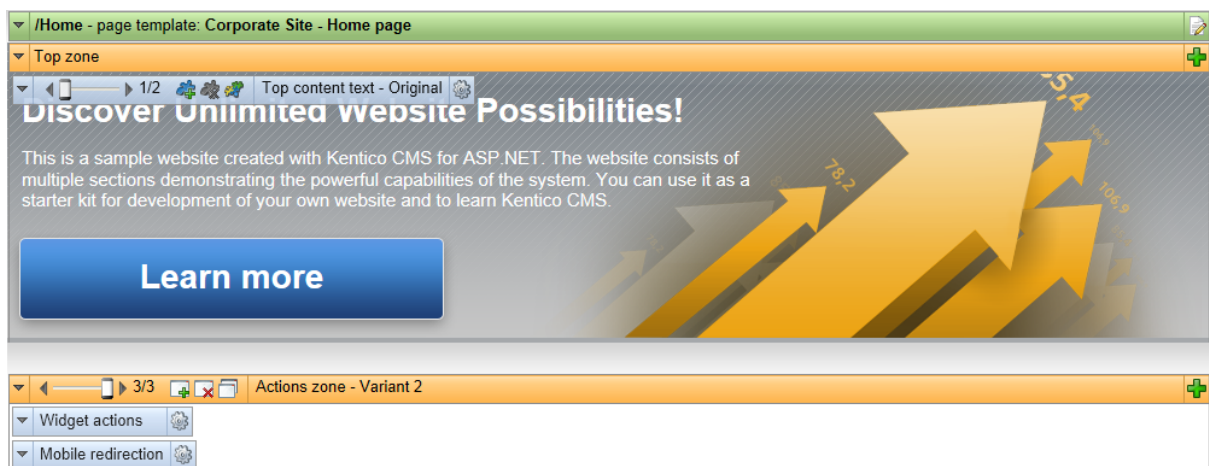 /Home - page template: Corporate Site - Home page
Top zone
1/2 Top content text - Original
Discover Unlimited Website Possibilities!
This is a sample website created with Kentico CMS for ASP.NET. The website consists of
multiple sections demonstrating the powerful capabilities of the system. You can use it as a
starter kit for development of your own website and to learn Kentico CMS.
Learn more
5,4
78,2
106,9
3/3 Actions zone - Variant 2
Widget actions
Mobile redirection